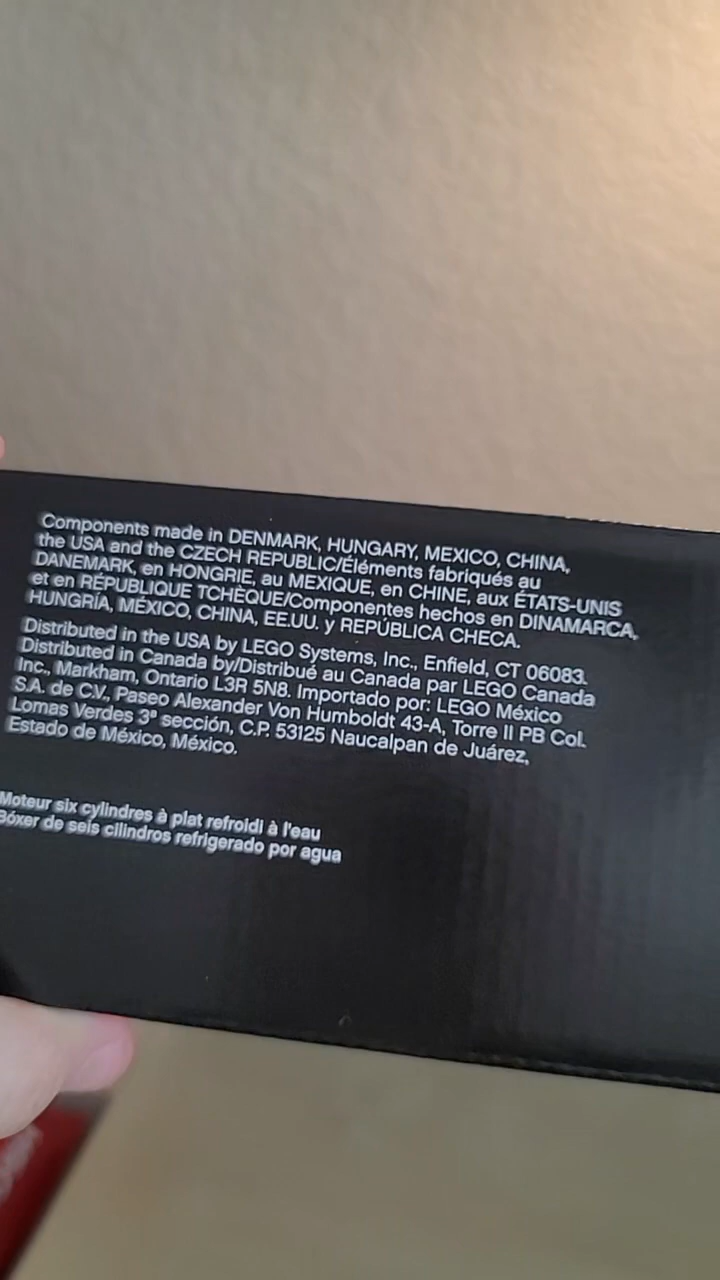 Components made in DENMARK, HUNGARY, MEXICO, CHINA,
the USA and the CZECH REPUBLIC/Éléments fabriqués au
DANEMARK, en HONGRIE, au MEXIQUE, en CHINE, aux ÉTATS-UNIS
et en RÉPUBLIQUE TCHÈQUE/Componentes hechos en DINAMARCA,
HUNGRÍA, MÉXICO, CHINA, EE.UU. y REPÚBLICA CHECA.
Distributed in the USA by LEGO Systems, Inc., Enfield, CT 06083.
Distributed in Canada by/Distribué au Canada par LEGO Canada
Inc., Markham, Ontario L3R 5N8. Importado por: LEGO México
S.A. de C.V., Paseo Alexander Von Humboldt 43-A, Torre II PB Col.
Lomas Verdes 3ª sección, C.P. 53125 Naucalpan de Juárez,
Estado de México, México.
Moteur six cylindres à plat refroidi à l'eau
Bóxer de seis cilindros refrigerado por agua